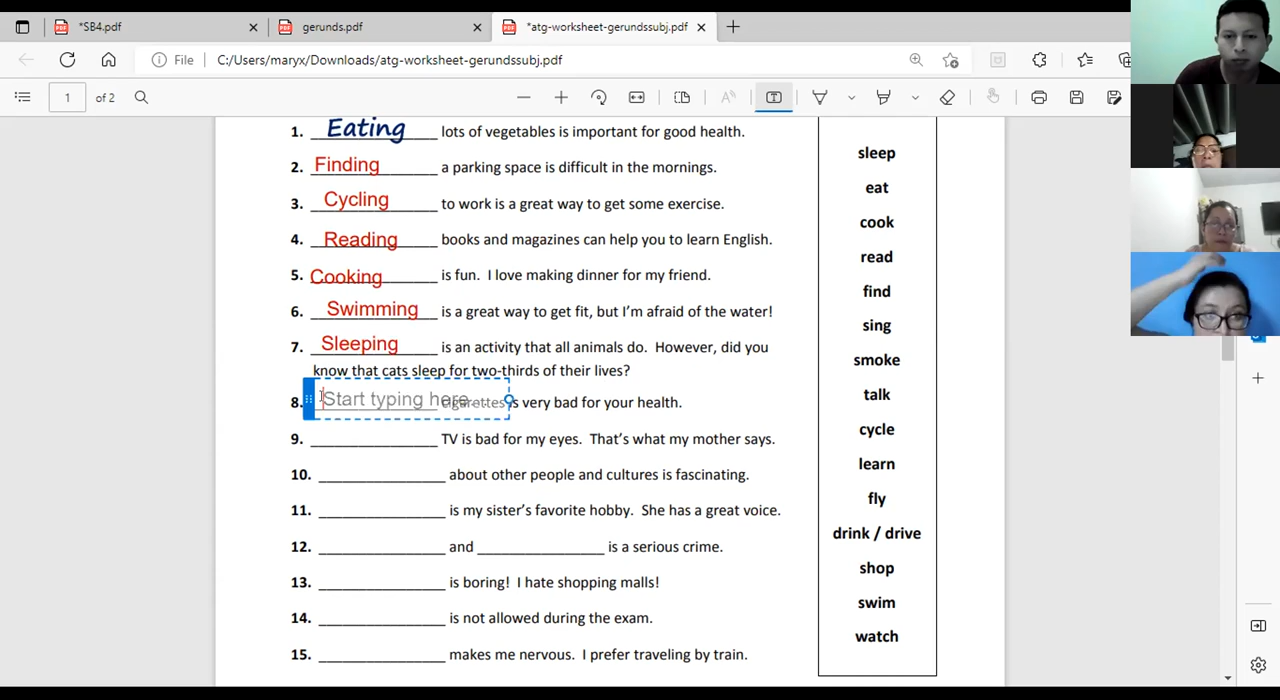 *SB4.pdf
gerunds.pdf
*atg-worksheet-gerundssubj.pdf
File C:/Users/maryx/Downloads/atg-worksheet-gerundssubj.pdf
1 of 2
1. Eating lots of vegetables is important for good health.
2. Finding a parking space is difficult in the mornings.
3. Cycling to work is a great way to get some exercise.
4. Reading books and magazines can help you to learn English.
5. Cooking is fun. I love making dinner for my friend.
6. Swimming is a great way to get fit, but I'm afraid of the water!
7. Sleeping is an activity that all animals do. However, did you
know that cats sleep for two-thirds of their lives?
Start typing here...
8. cigarettes is very bad for your health.
9. TV is bad for my eyes. That's what my mother says.
10. about other people and cultures is fascinating.
11. is my sister's favorite hobby. She has a great voice.
12. and is a serious crime.
13. is boring! I hate shopping malls!
14. is not allowed during the exam.
15. makes me nervous. I prefer traveling by train.
sleep
eat
cook
read
find
sing
smoke
talk
cycle
learn
fly
drink / drive
shop
swim
watch